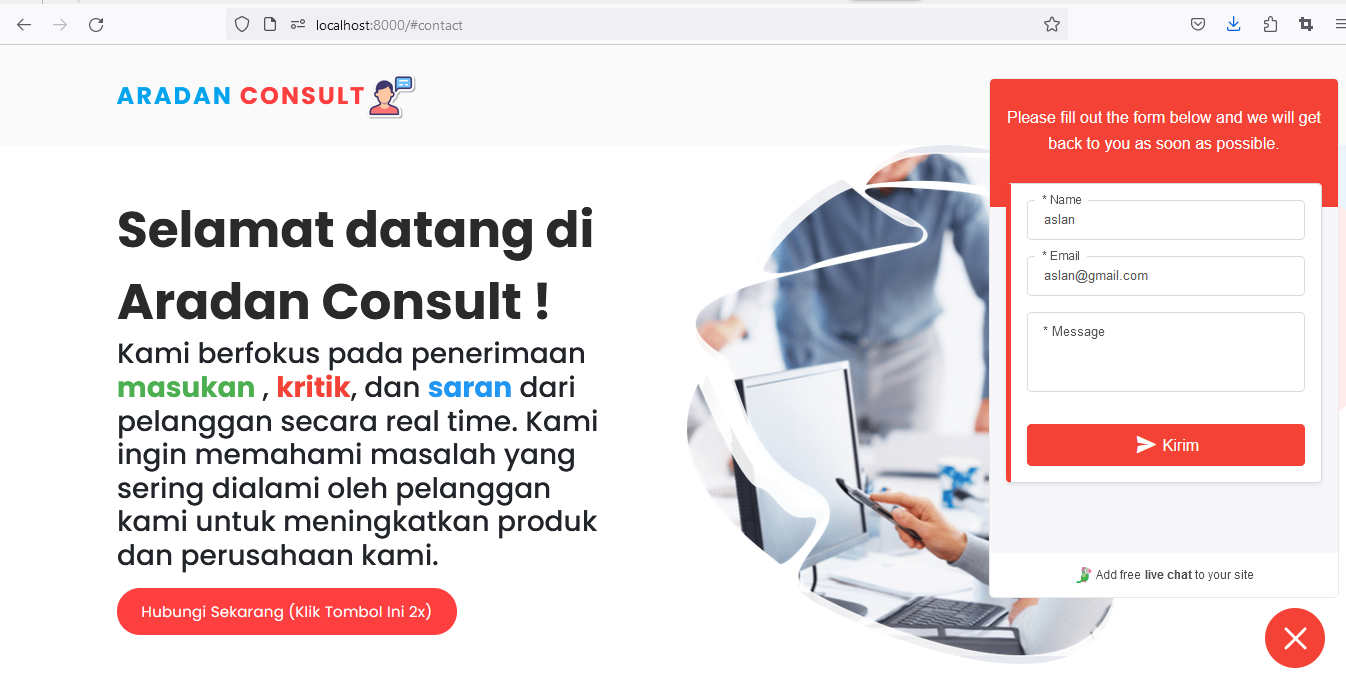 localhost:8000/#contact
ARADAN CONSULT
Selamat datang di
Aradan Consult !
Kami berfokus pada penerimaan
masukan , kritik, dan saran dari
pelanggan secara real time. Kami
ingin memahami masalah yang
sering dialami oleh pelanggan
kami untuk meningkatkan produk
dan perusahaan kami.
Hubungi Sekarang (Klik Tombol Ini 2x)
Please fill out the form below and we will get
back to you as soon as possible.
* Name
aslan
* Email
aslan@gmail.com
* Message
Kirim
Add free live chat to your site